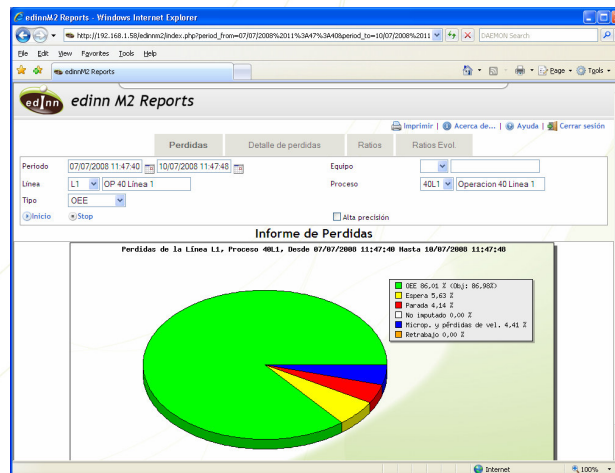 edinnM2 Reports - Windows Internet Explorer
http://192.168.1.58/edinnm2/index.php?period_from=07/07/2008%2011%3A47%3A40&period_to=10/07/2008%2011
DAEMON Search
File Edit View Favorites Tools Help
edinnM2 Reports
Page Tools
edinn edinn M2 Reports
Imprimir | Acerca de... | Ayuda | Cerrar sesión
Perdidas Detalle de perdidas Ratios Ratios Evol.
Periodo 07/07/2008 11:47:40 10/07/2008 11:47:48 Equipo
Línea L1 OP 40 Línea 1 Proceso 40L1 Operacion 40 Linea 1
Tipo OEE
Inicio Stop Alta precisión
Informe de Perdidas
Perdidas de la Línea L1, Proceso 40L1, Desde 07/07/2008 11:47:40 Hasta 10/07/2008 11:47:48
OEE 86,01 % (Obj: 86,98%)
Espera 5,63 %
Parada 4,14 %
No imputado 0,00 %
Microp. y pérdidas de vel. 4,41 %
Retrabajo 0,00 %
Internet 100%